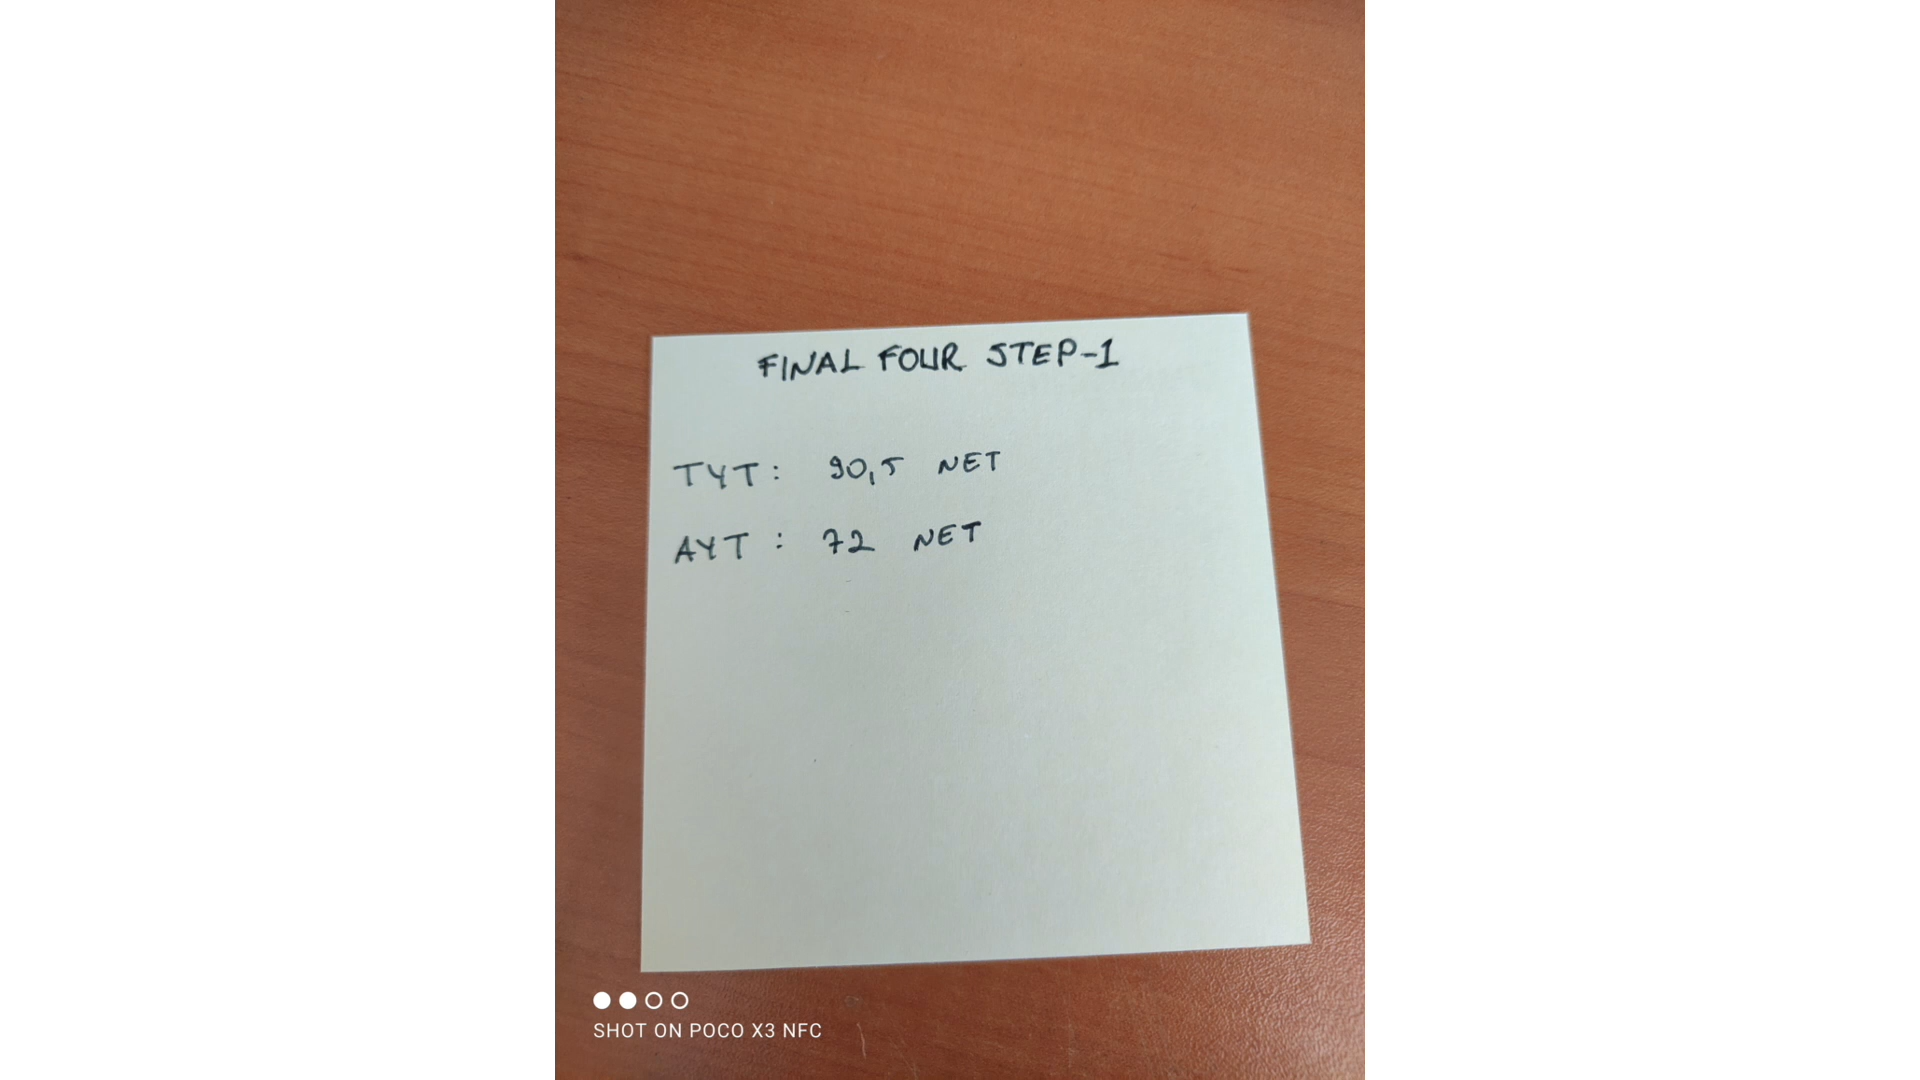 FINAL FOUR STEP-1
TYT: 90,5 NET
AYT: 72 NET
SHOT ON POCO X3 NFC